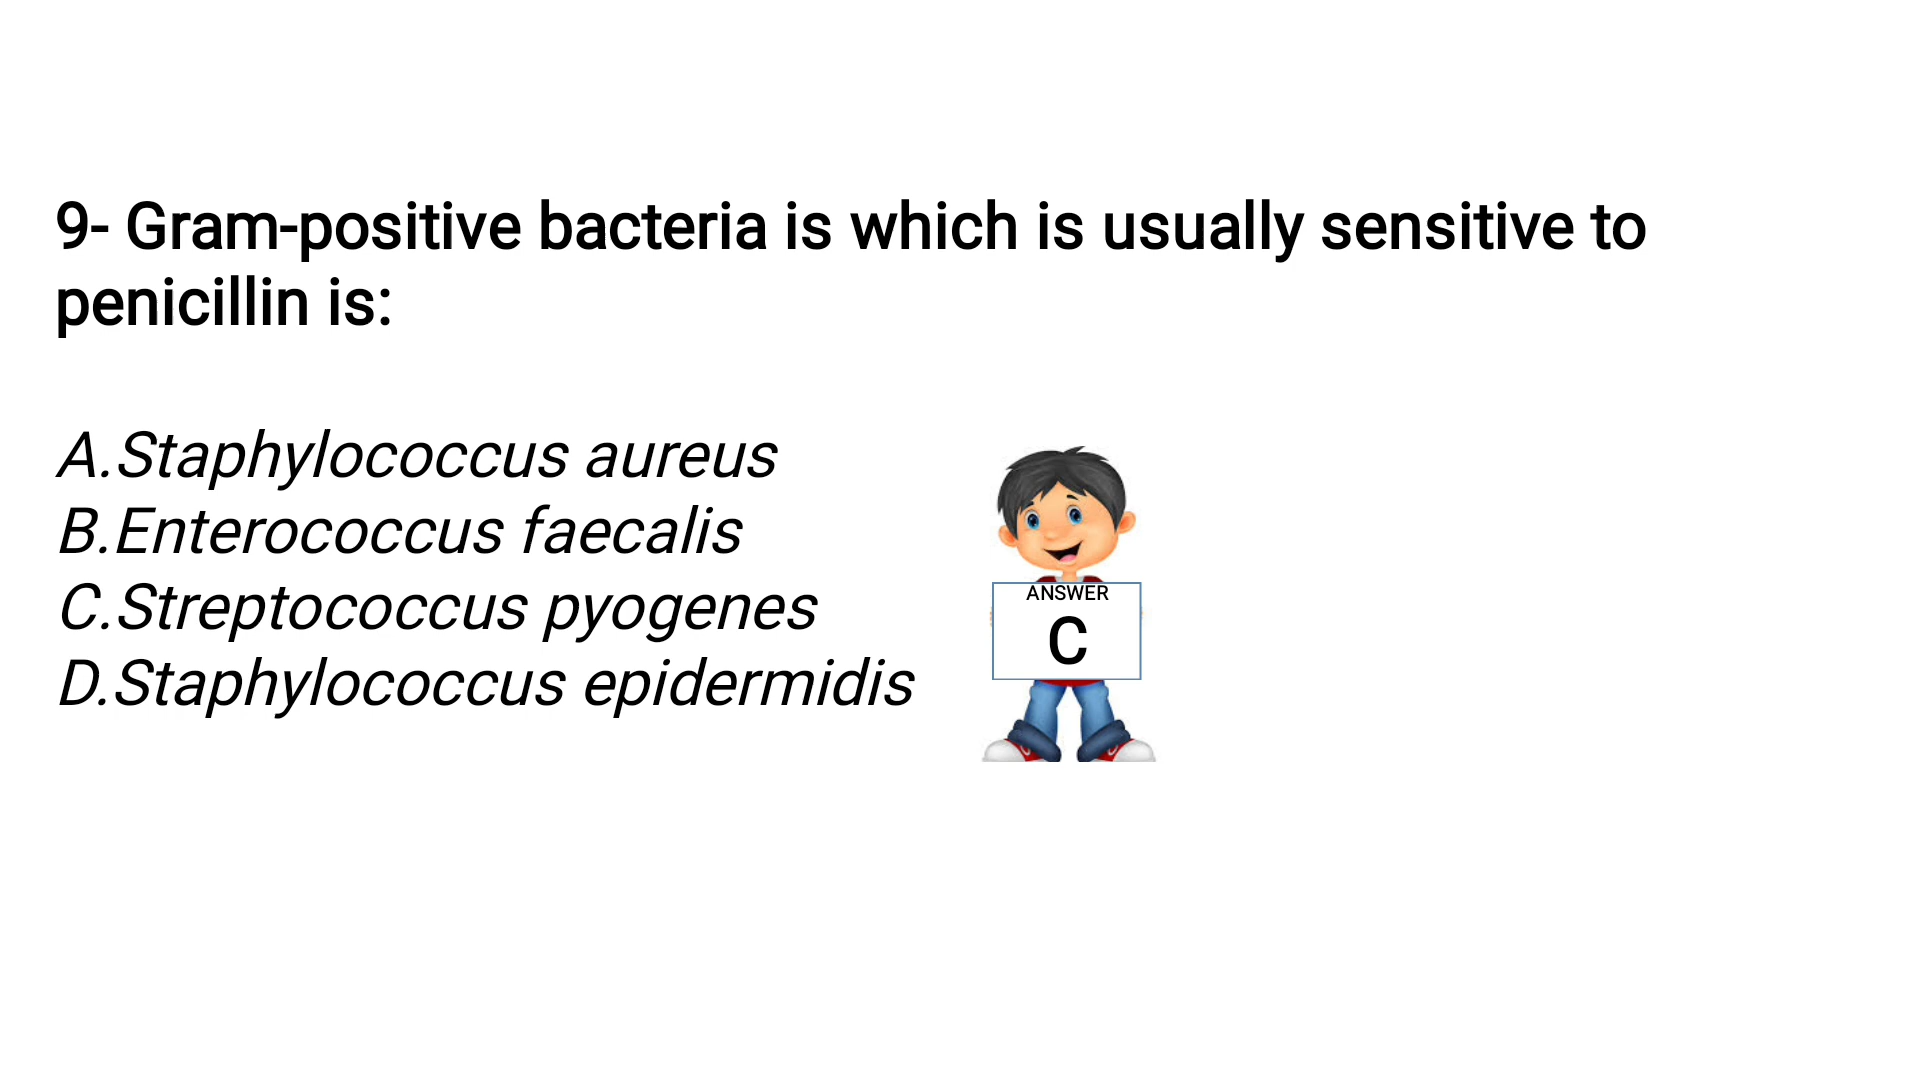 9- Gram-positive bacteria is which is usually sensitive to
penicillin is:
A.Staphylococcus aureus
B.Enterococcus faecalis
C.Streptococcus pyogenes
D.Staphylococcus epidermidis
ANSWER
C